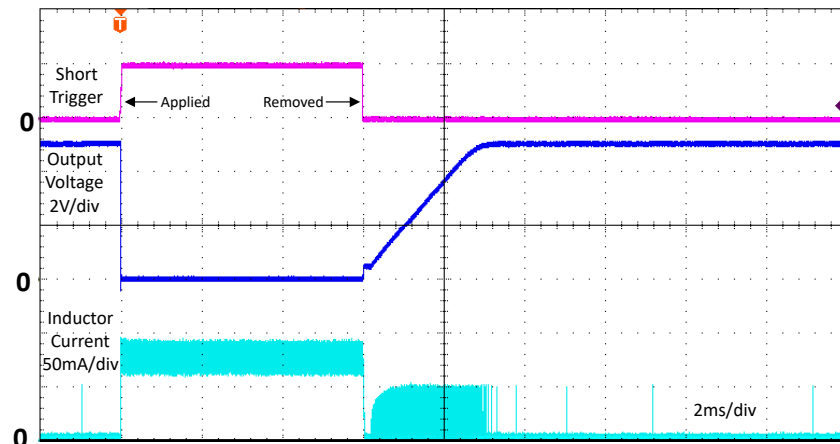 T
Short
Trigger
Applied
Removed
0
Output
Voltage
2V/div
0
Inductor
Current
50mA/div
2ms/div
0